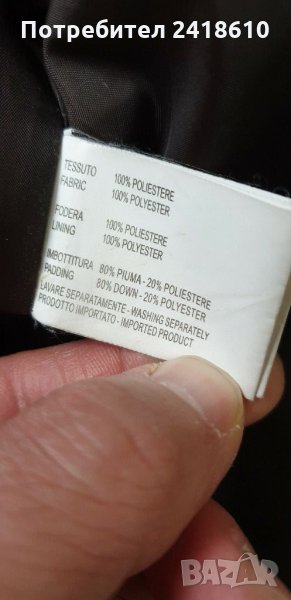 Потребител 2418610
TESSUTO 100% POLIESTERE
FABRIC 100% POLYESTER
FODERA 100% POLIESTERE
LINING 100% POLYESTER
IMBOTTITURA 80% PIUMA - 20% POLIESTERE
PADDING 80% DOWN - 20% POLYESTER
LAVARE SEPARATAMENTE - WASHING SEPARATELY
PRODOTTO IMPORTATO - IMPORTED PRODUCT
BAZAR